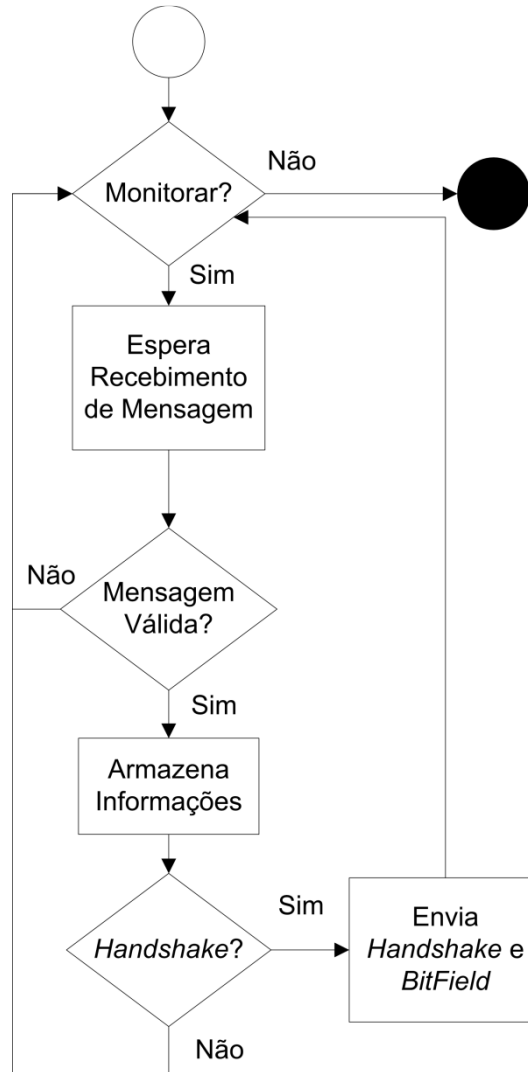 Não
Monitorar?
Sim
Espera
Recebimento
de Mensagem
Não
Mensagem
Válida?
Sim
Armazena
Informações
Sim
Handshake?
Envia
Handshake e
BitField
Não